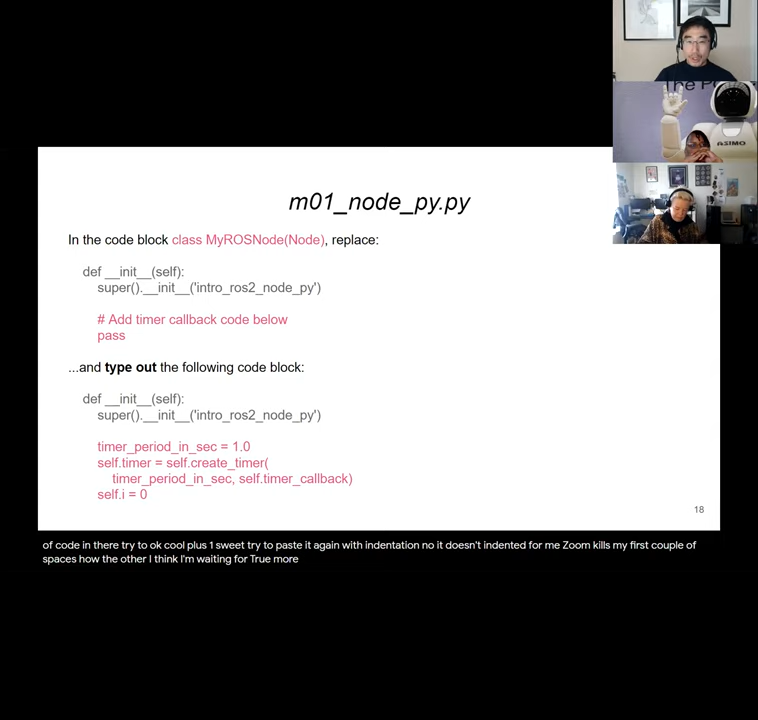 The P
ASIMO
m01_node_py.py
In the code block class MyROSNode(Node), replace:
def __init__(self):
super().__init__('intro_ros2_node_py')
# Add timer callback code below
pass
...and type out the following code block:
def __init__(self):
super().__init__('intro_ros2_node_py')
timer_period_in_sec = 1.0
self.timer = self.create_timer(
timer_period_in_sec, self.timer_callback)
self.i = 0
18
of code in there try to ok cool plus 1 sweet try to paste it again with indentation no it doesn't indented for me Zoom kills my first couple of
spaces how the other I think I'm waiting for True more